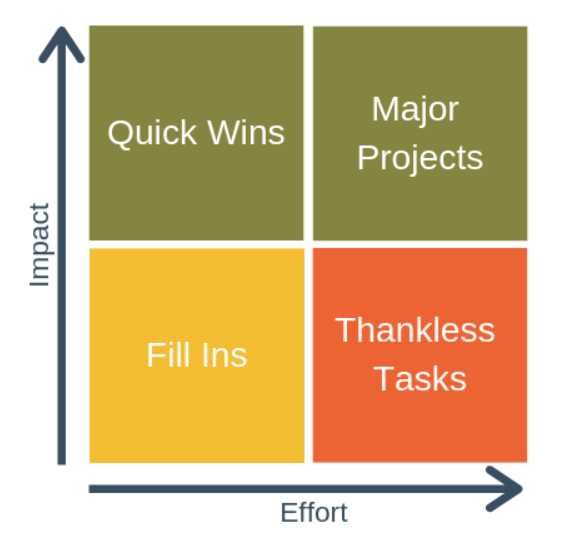 Quick Wins
Major
Projects
Impact
Fill Ins
Thankless
Tasks
Effort